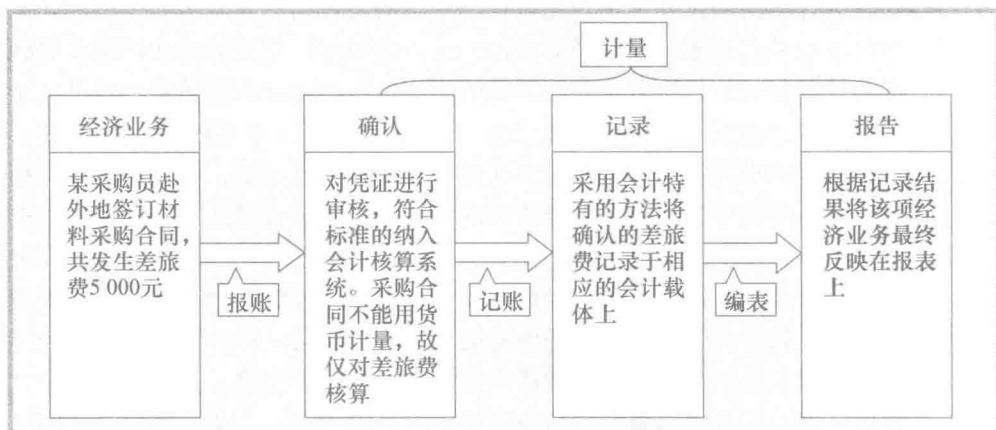 计量
经济业务
某采购员赴
外地签订材
料采购合同，
共发生差旅
费5 000元
报账
确认
对凭证进行
审核，符合
标准的纳入
会计核算系
统。采购合
同不能用货
币计量，故
仅对差旅费
核算
记账
记录
采用会计特
有的方法将
确认的差旅
费记录于相
应的会计载
体上
编表
报告
根据记录结
果将该项经
济业务最终
反映在报表
上